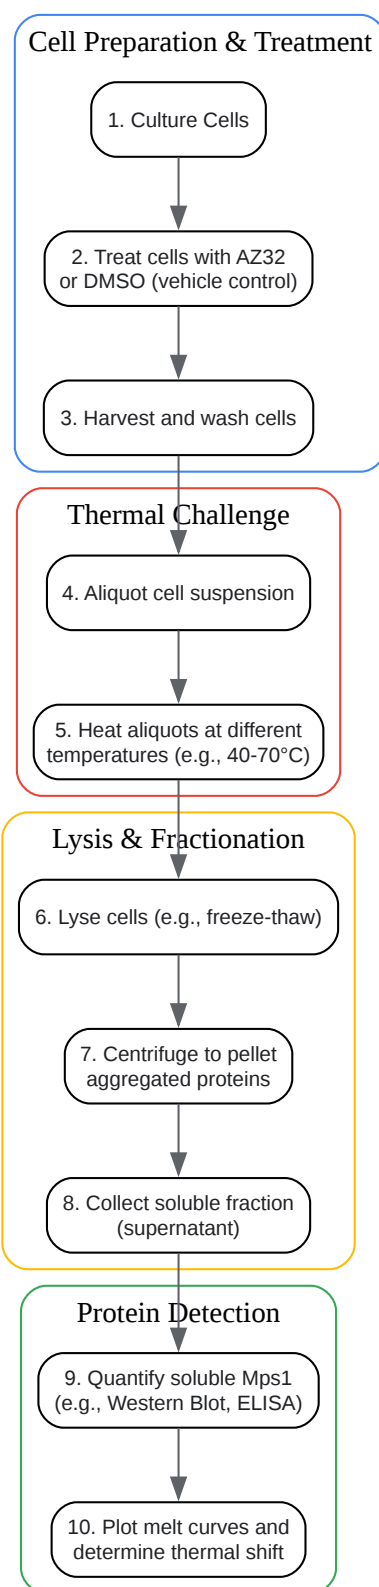 Cell Preparation & Treatment
1. Culture Cells
2. Treat cells with AZ32
or DMSO (vehicle control)
3. Harvest and wash cells
Thermal Challenge
4. Aliquot cell suspension
5. Heat aliquots at different
temperatures (e.g., 40-70°C)
Lysis & Fractionation
6. Lyse cells (e.g., freeze-thaw)
7. Centrifuge to pellet
aggregated proteins
8. Collect soluble fraction
(supernatant)
Protein Detection
9. Quantify soluble Mps1
(e.g., Western Blot, ELISA)
10. Plot melt curves and
determine thermal shift